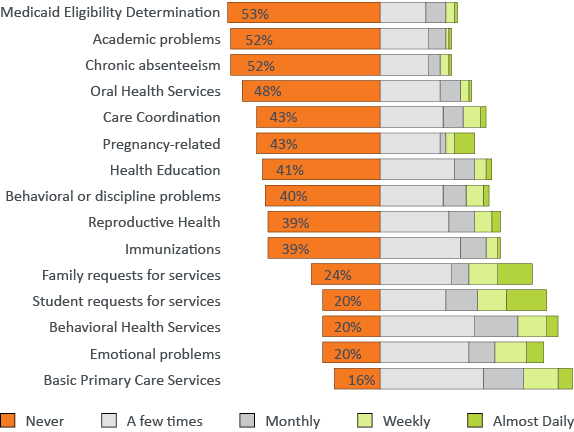 Medicaid Eligibility Determination 53%
Academic problems 52%
Chronic absenteeism 52%
Oral Health Services 48%
Care Coordination 43%
Pregnancy-related 43%
Health Education 41%
Behavioral or discipline problems 40%
Reproductive Health 39%
Immunizations 39%
Family requests for services 24%
Student requests for services 20%
Behavioral Health Services 20%
Emotional problems 20%
Basic Primary Care Services 16%
Never A few times Monthly Weekly Almost Daily